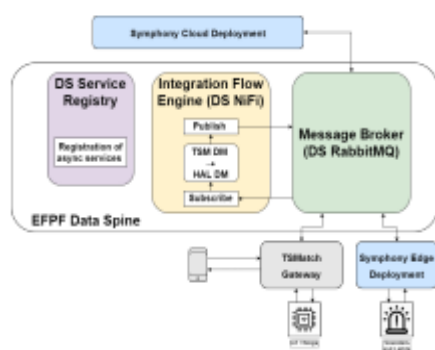 Symphony Cloud Deployment
DS Service
Registry
Registration of
async services
Integration Flow
Engine (DS NiFi)
Publish
TSM DM
HAL DM
Subscribe
Message Broker
(DS RabbitMQ)
EFPF Data Spine
TSMatch
Gateway
Symphony Edge
Deployment
IoT Things